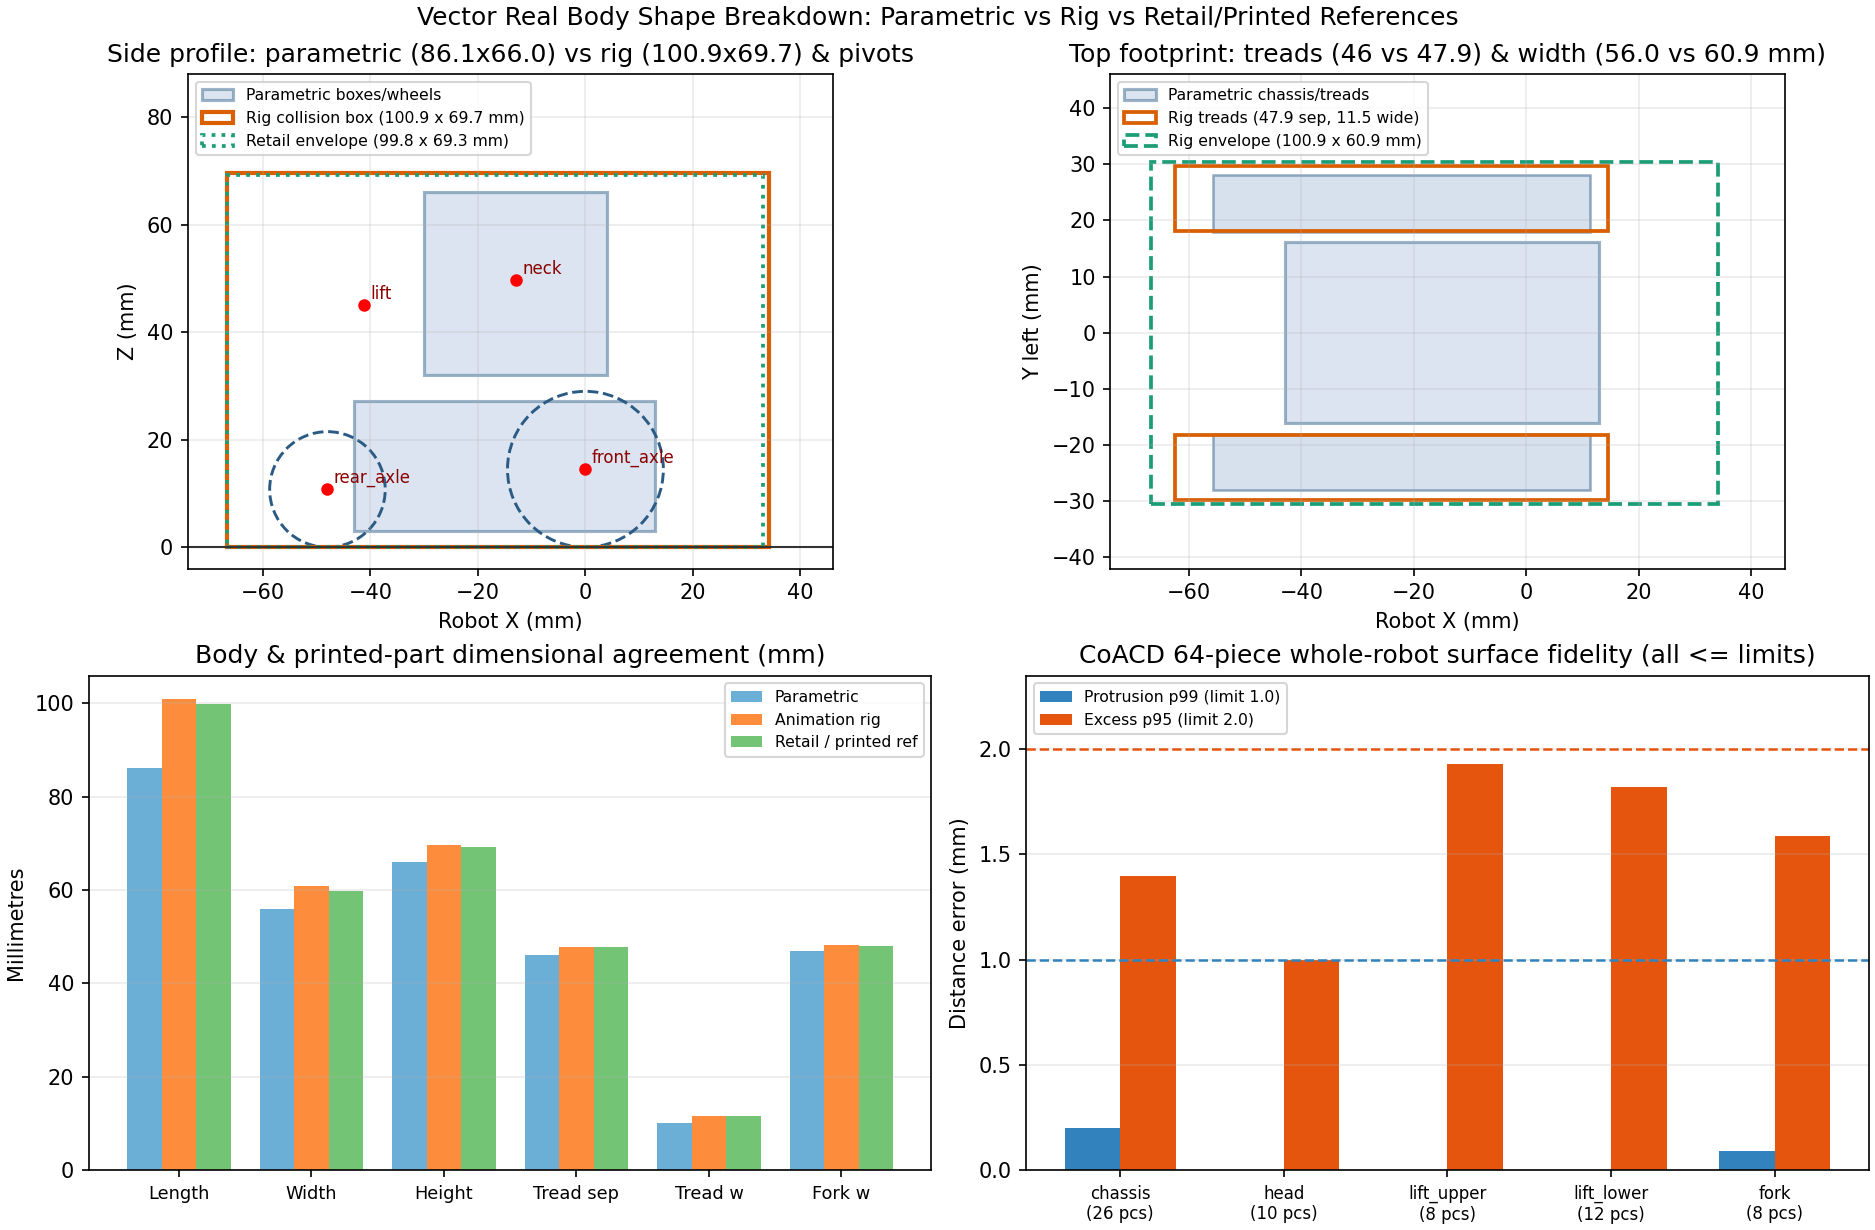 Vector Real Body Shape Breakdown: Parametric vs Rig vs Retail/Printed References
Side profile: parametric (86.1x66.0) vs rig (100.9x69.7) & pivots
Parametric boxes/wheels
Rig collision box (100.9 x 69.7 mm)
Retail envelope (99.8 x 69.3 mm)
80
60
40
20
0
Z (mm)
neck
lift
front_axle
rear_axle
−60
−40
−20
0
20
40
Robot X (mm)
Top footprint: treads (46 vs 47.9) & width (56.0 vs 60.9 mm)
Parametric chassis/treads
Rig treads (47.9 sep, 11.5 wide)
Rig envelope (100.9 x 60.9 mm)
40
30
20
10
0
−10
−20
−30
−40
Y left (mm)
−60
−40
−20
0
20
40
Robot X (mm)
Body & printed-part dimensional agreement (mm)
Parametric
Animation rig
Retail / printed ref
100
80
60
40
20
0
Millimetres
Length
Width
Height
Tread sep
Tread w
Fork w
CoACD 64-piece whole-robot surface fidelity (all <= limits)
Protrusion p99 (limit 1.0)
Excess p95 (limit 2.0)
2.0
1.5
1.0
0.5
0.0
Distance error (mm)
chassis
(26 pcs)
head
(10 pcs)
lift_upper
(8 pcs)
lift_lower
(12 pcs)
fork
(8 pcs)